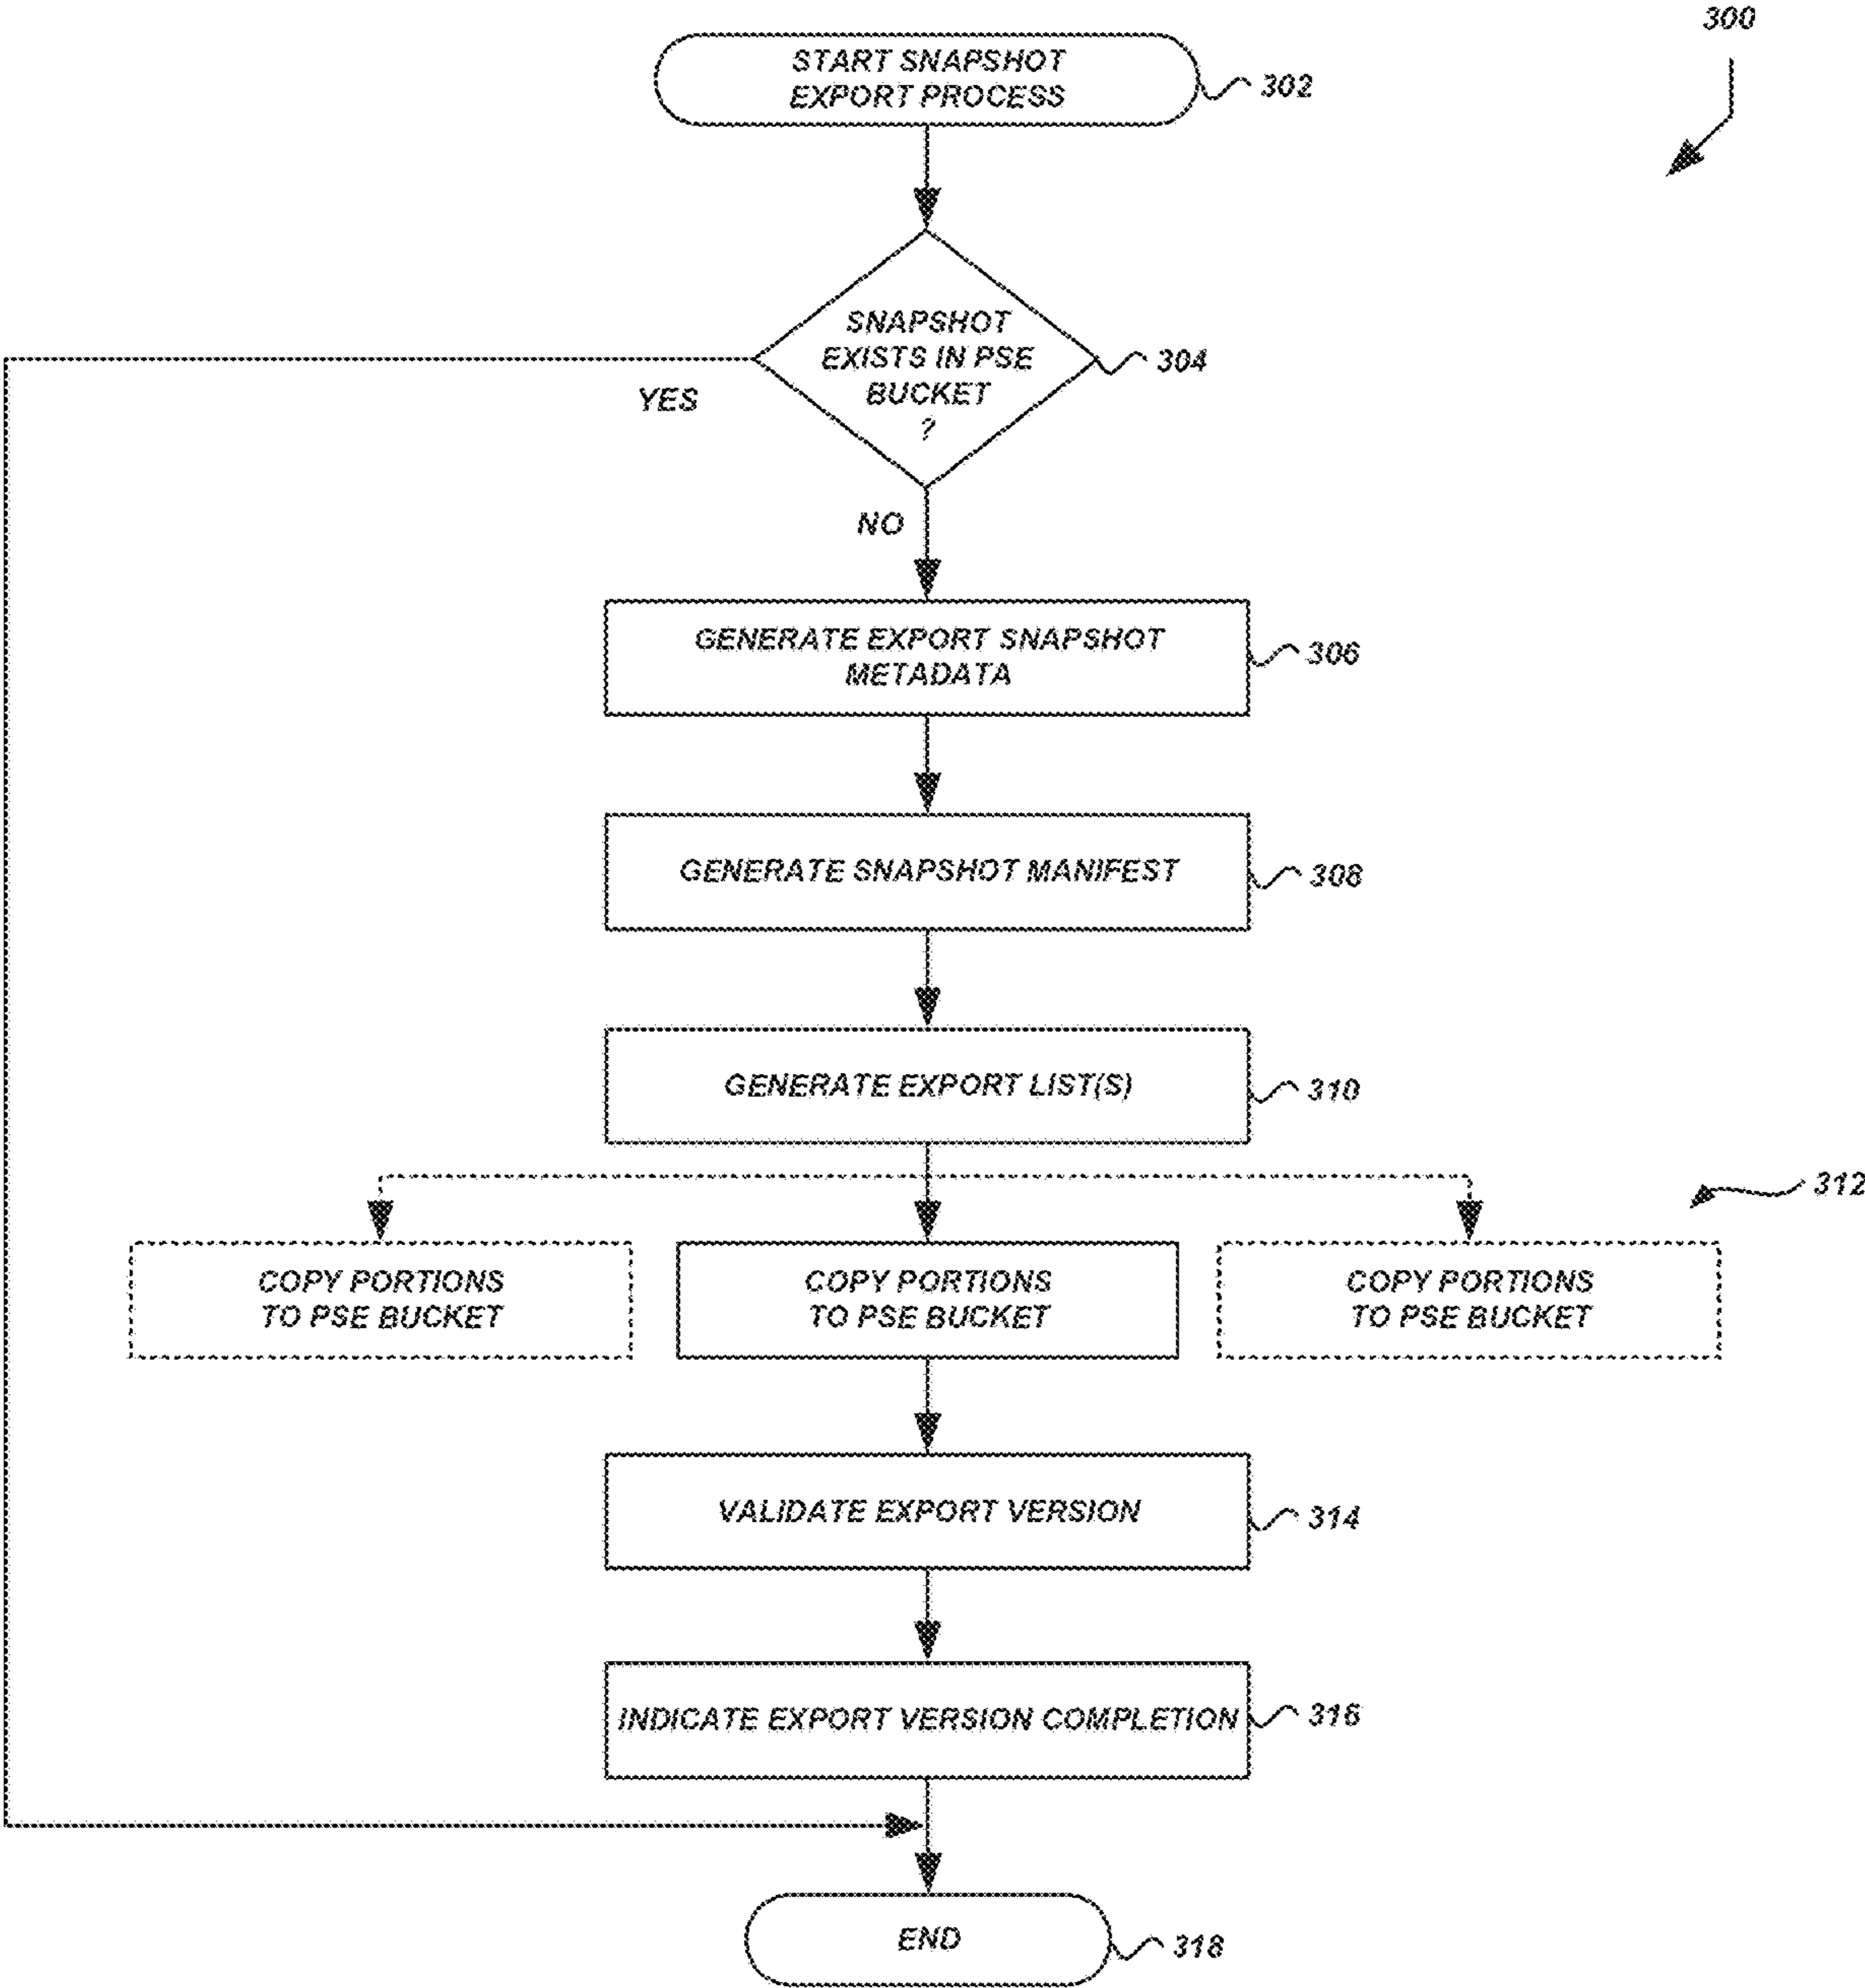 300
START SNAPSHOT
EXPORT PROCESS
302
SNAPSHOT
EXISTS IN PSE
BUCKET
?
304
YES
NO
GENERATE EXPORT SNAPSHOT
METADATA
306
GENERATE SNAPSHOT MANIFEST
308
GENERATE EXPORT LIST(S)
310
312
COPY PORTIONS
TO PSE BUCKET
COPY PORTIONS
TO PSE BUCKET
COPY PORTIONS
TO PSE BUCKET
VALIDATE EXPORT VERSION
314
INDICATE EXPORT VERSION COMPLETION
316
END
318